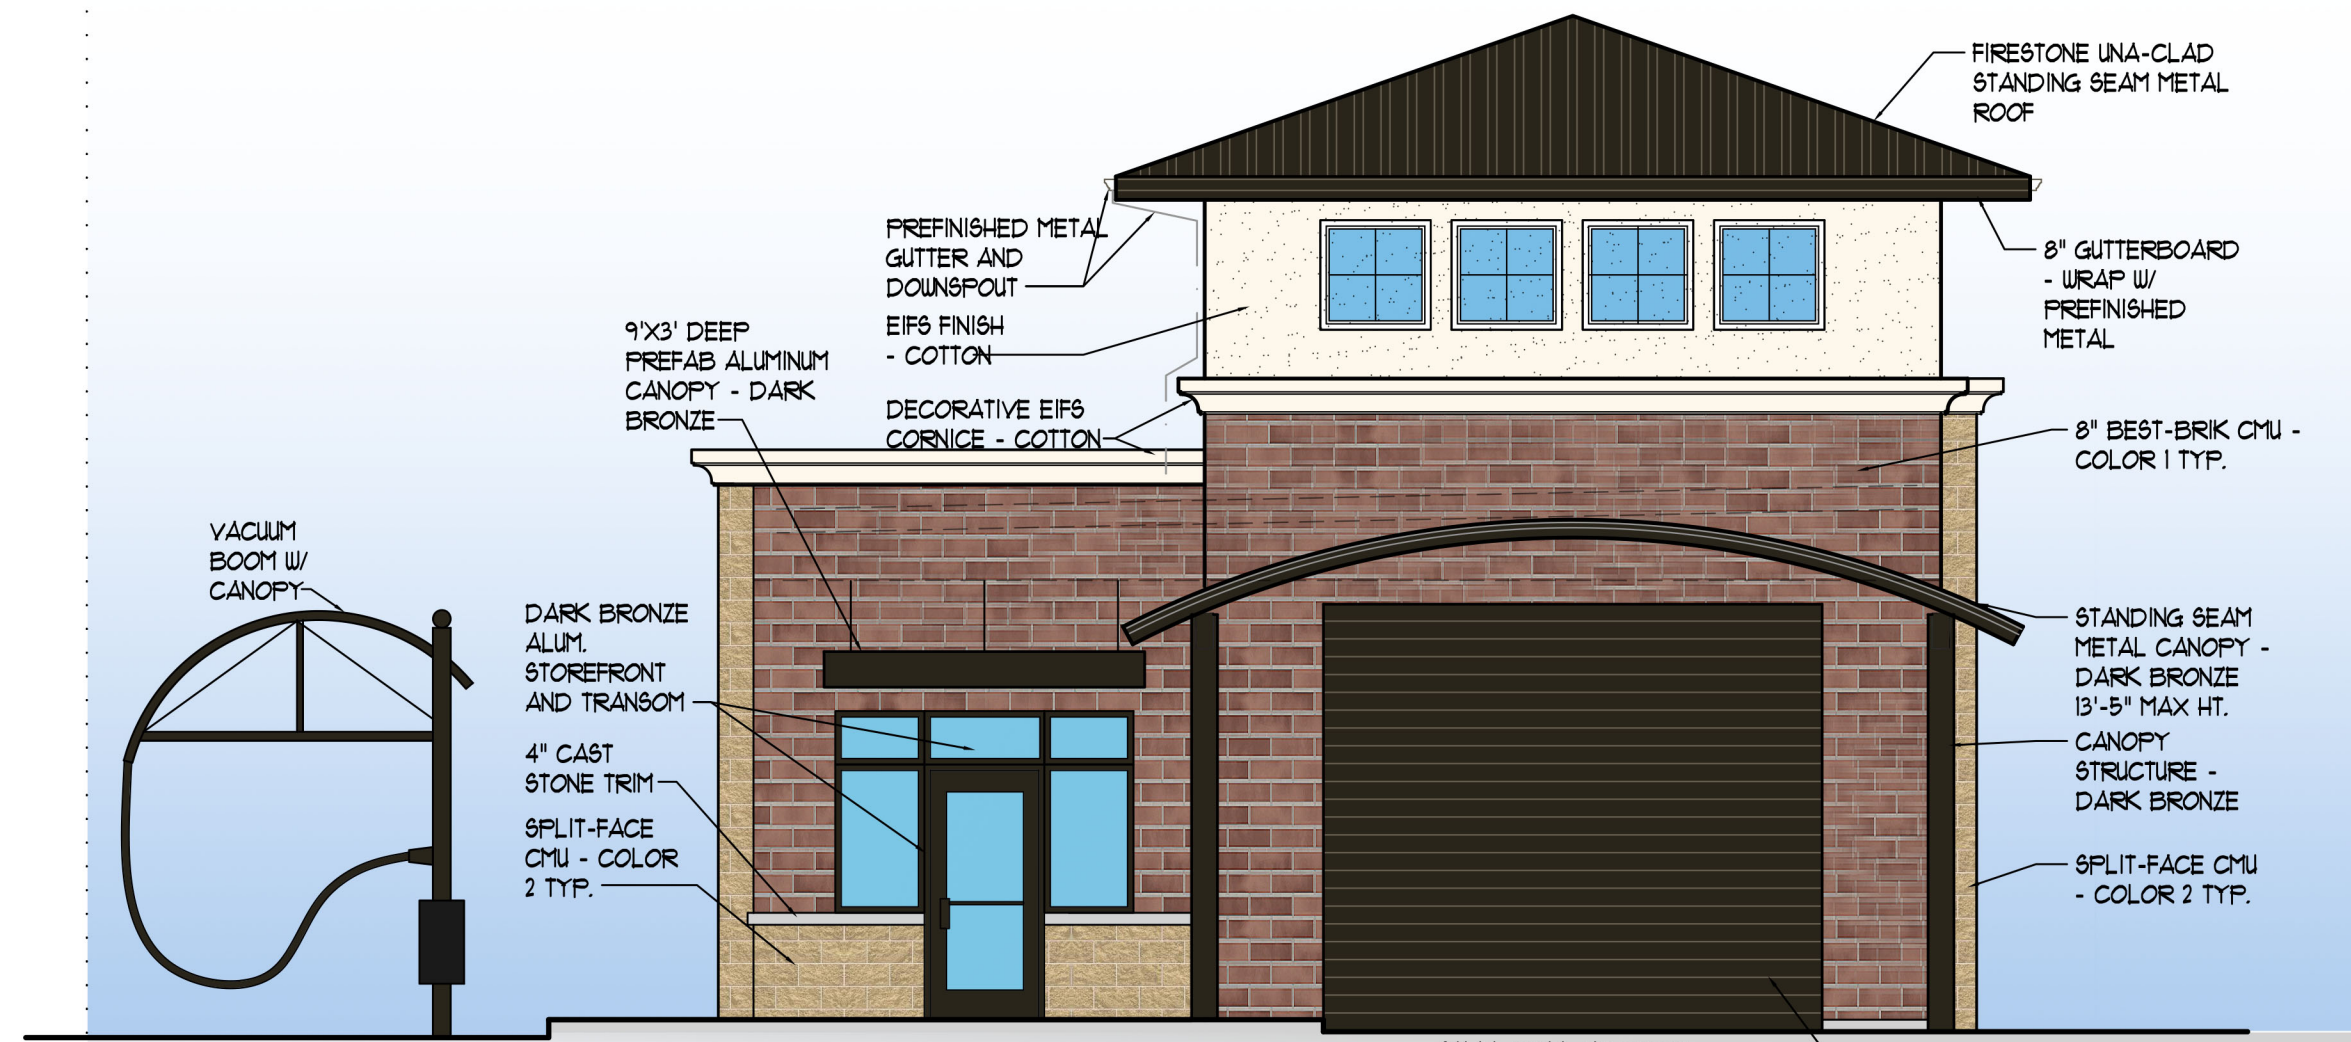 FIRESTONE UNA-CLAD
STANDING SEAM METAL
ROOF
PREFINISHED METAL
GUTTER AND
DOWNSPOUT
8" GUTTERBOARD
- WRAP W/
PREFINISHED
METAL
EIFS FINISH
- COTTON
9'X3' DEEP
PREFAB ALUMINUM
CANOPY - DARK
BRONZE
DECORATIVE EIFS
CORNICE - COTTON
8" BEST-BRIK CMU -
COLOR 1 TYP.
VACUUM
BOOM W/
CANOPY
DARK BRONZE
ALUM.
STOREFRONT
AND TRANSOM
STANDING SEAM
METAL CANOPY -
DARK BRONZE
13'-5" MAX HT.
CANOPY
STRUCTURE -
DARK BRONZE
4" CAST
STONE TRIM
SPLIT-FACE
CMU - COLOR
2 TYP.
SPLIT-FACE CMU
- COLOR 2 TYP.